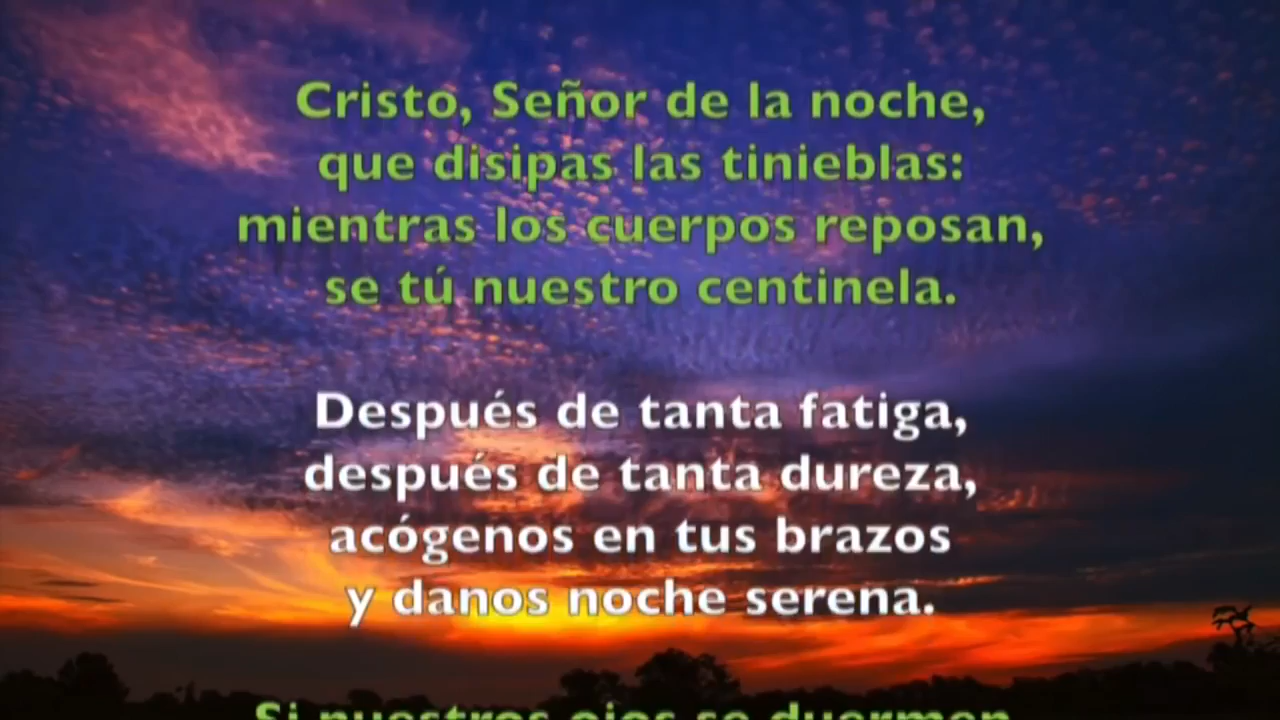 Cristo, Señor de la noche,
que disipas las tinieblas:
mientras los cuerpos reposan,
se tú nuestro centinela.
Después de tanta fatiga,
después de tanta dureza,
acógenos en tus brazos
y danos noche serena.
Si nuestros ojos se duermen